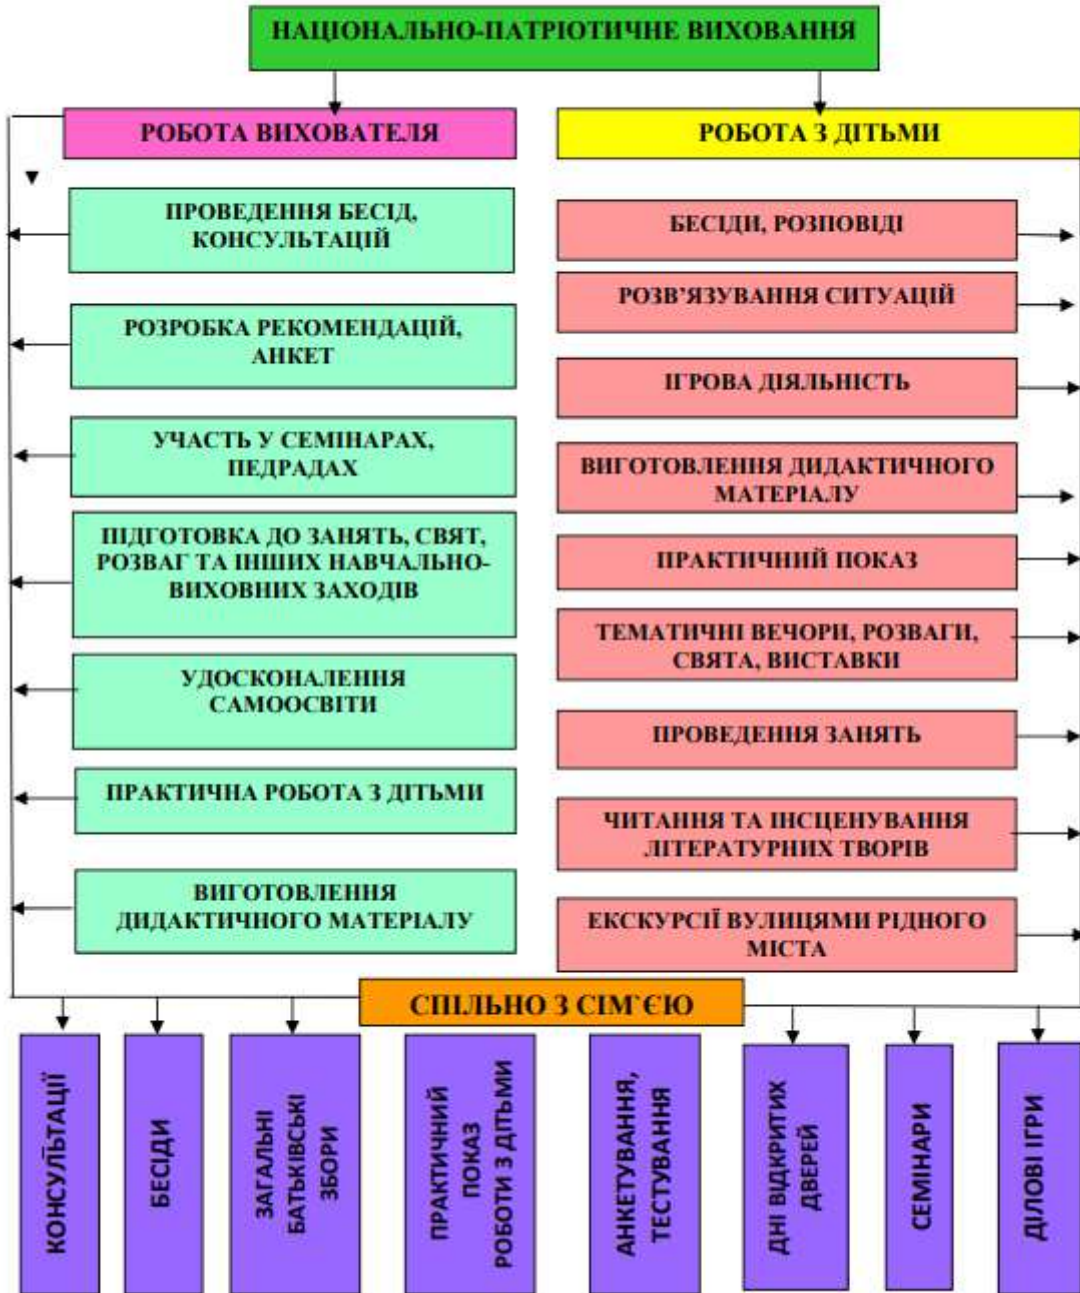 НАЦІОНАЛЬНО-ПАТРІОТИЧНЕ ВИХОВАННЯ
РОБОТА ВИХОВАТЕЛЯ
ПРОВЕДЕННЯ БЕСІД,
КОНСУЛЬТАЦІЙ
РОЗРОБКА РЕКОМЕНДАЦІЙ,
АНКЕТ
УЧАСТЬ У СЕМІНАРАХ,
ПЕДРАДАХ
ПІДГОТОВКА ДО ЗАНЯТЬ, СВЯТ,
РОЗВАГ ТА ІНШИХ НАВЧАЛЬНО-
ВИХОВНИХ ЗАХОДІВ
УДОСКОНАЛЕННЯ
САМООСВІТИ
ПРАКТИЧНА РОБОТА З ДІТЬМИ
ВИГОТОВЛЕННЯ
ДИДАКТИЧНОГО МАТЕРІАЛУ
РОБОТА З ДІТЬМИ
БЕСІДИ, РОЗПОВІДІ
РОЗВ'ЯЗУВАННЯ СИТУАЦІЙ
ІГРОВА ДІЯЛЬНІСТЬ
ВИГОТОВЛЕННЯ ДИДАКТИЧНОГО
МАТЕРІАЛУ
ПРАКТИЧНИЙ ПОКАЗ
ТЕМАТИЧНІ ВЕЧОРИ, РОЗВАГИ,
СВЯТА, ВИСТАВКИ
ПРОВЕДЕННЯ ЗАНЯТЬ
ЧИТАННЯ ТА ІНСЦЕНУВАННЯ
ЛІТЕРАТУРНИХ ТВОРІВ
ЕКСКУРСІЇ ВУЛИЦЯМИ РІДНОГО
МІСТА
СПІЛЬНО З СІМ`ЄЮ
КОНСУЛЬТАЦІЇ
БЕСІДИ
ЗАГАЛЬНІ
БАТЬКІВСЬКІ
ЗБОРИ
ПРАКТИЧНИЙ
ПОКАЗ
РОБОТИ З ДІТЬМИ
АНКЕТУВАННЯ,
ТЕСТУВАННЯ
ДНІ ВІДКРИТИХ
ДВЕРЕЙ
СЕМІНАРИ
ДІЛОВІ ІГРИ